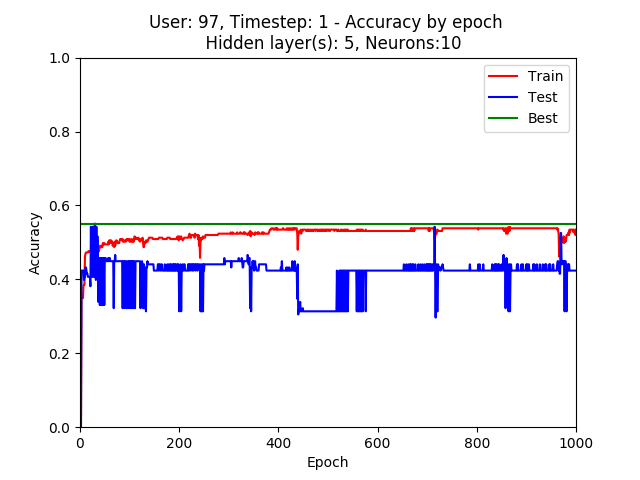 User: 97, Timestep: 1 - Accuracy by epoch
Hidden layer(s): 5, Neurons:10
1.0
Train
Test
Best
0.8
0.6
Accuracy
0.4
0.2
0.0
0 200 400 600 800 1000
Epoch